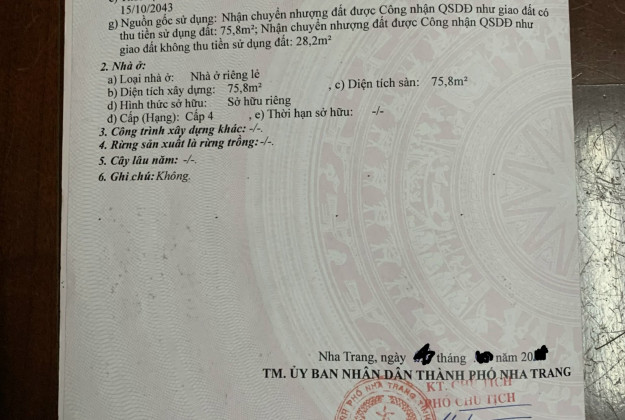 15/10/2043
g) Nguồn gốc sử dụng: Nhận chuyển nhượng đất được Công nhận QSDĐ như giao đất có
thu tiền sử dụng đất: 75,8m²; Nhận chuyển nhượng đất được Công nhận QSDĐ như
giao đất không thu tiền sử dụng đất: 28,2m²
2. Nhà ở:
a) Loại nhà ở: Nhà ở riêng lẻ
b) Diện tích xây dựng: 75,8m² , c) Diện tích sàn: 75,8m²
d) Hình thức sở hữu: Sở hữu riêng
đ) Cấp (Hạng): Cấp 4 , e) Thời hạn sở hữu: -/-
3. Công trình xây dựng khác: -/-.
4. Rừng sản xuất là rừng trồng: -/-.
5. Cây lâu năm: -/-.
6. Ghi chú: Không.
Nha Trang, ngày tháng năm 20
TM. ỦY BAN NHÂN DÂN THÀNH PHỐ NHA TRANG
KT. CHỦ TỊCH
PHÓ CHỦ TỊCH